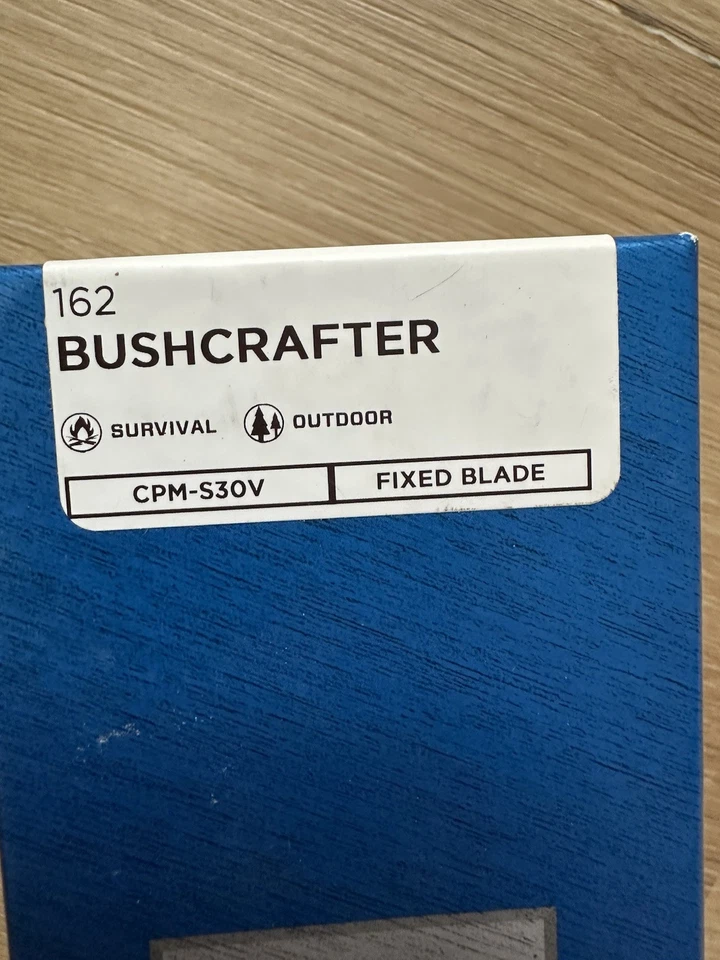 162
BUSHCRAFTER
SURVIVAL OUTDOOR
CPM-S30V FIXED BLADE